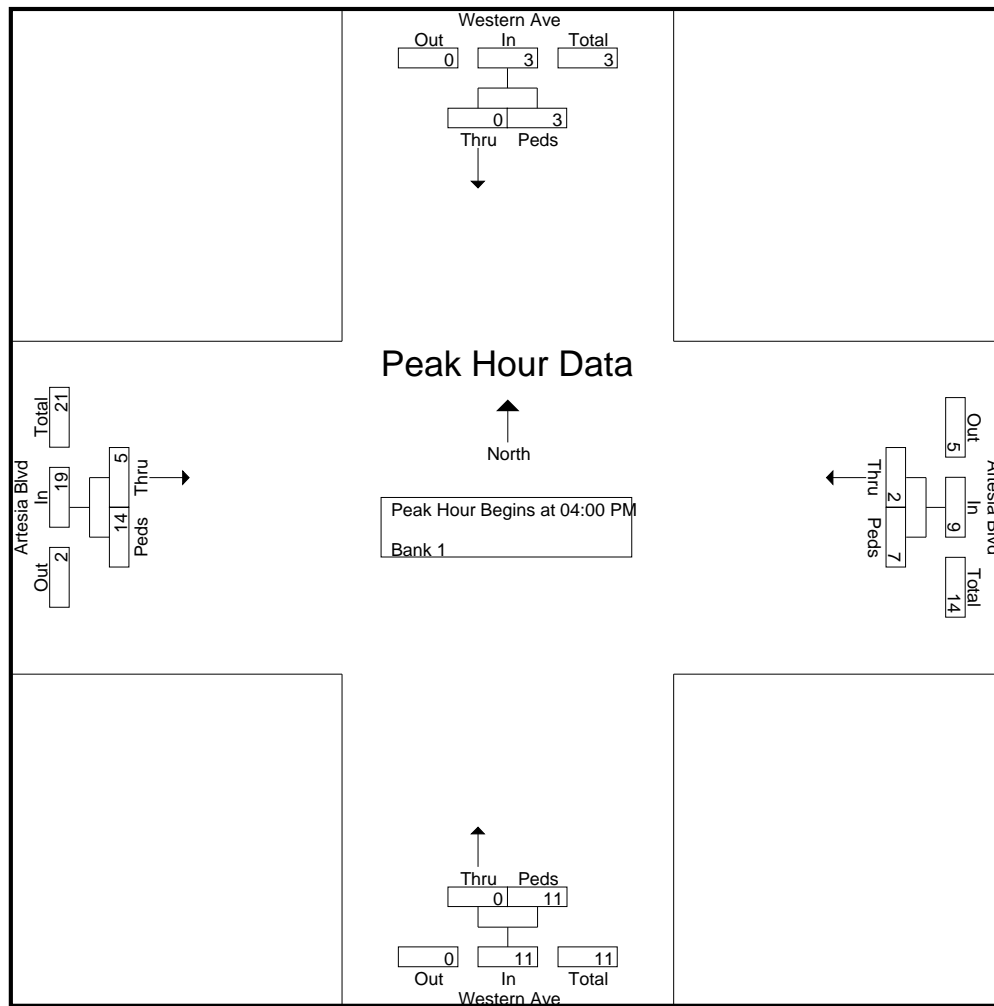 Western Ave
Out In Total
0 3 3
0 3
Thru Peds
Peak Hour Data
North
Peak Hour Begins at 04:00 PM
Bank 1
Artesia Blvd
Out In Total
2 19 21
14 5
Peds Thru
Artesia Blvd
Out In Total
5 9 14
2 7
Thru Peds
Thru Peds
0 11
0 11 11
Out In Total
Western Ave